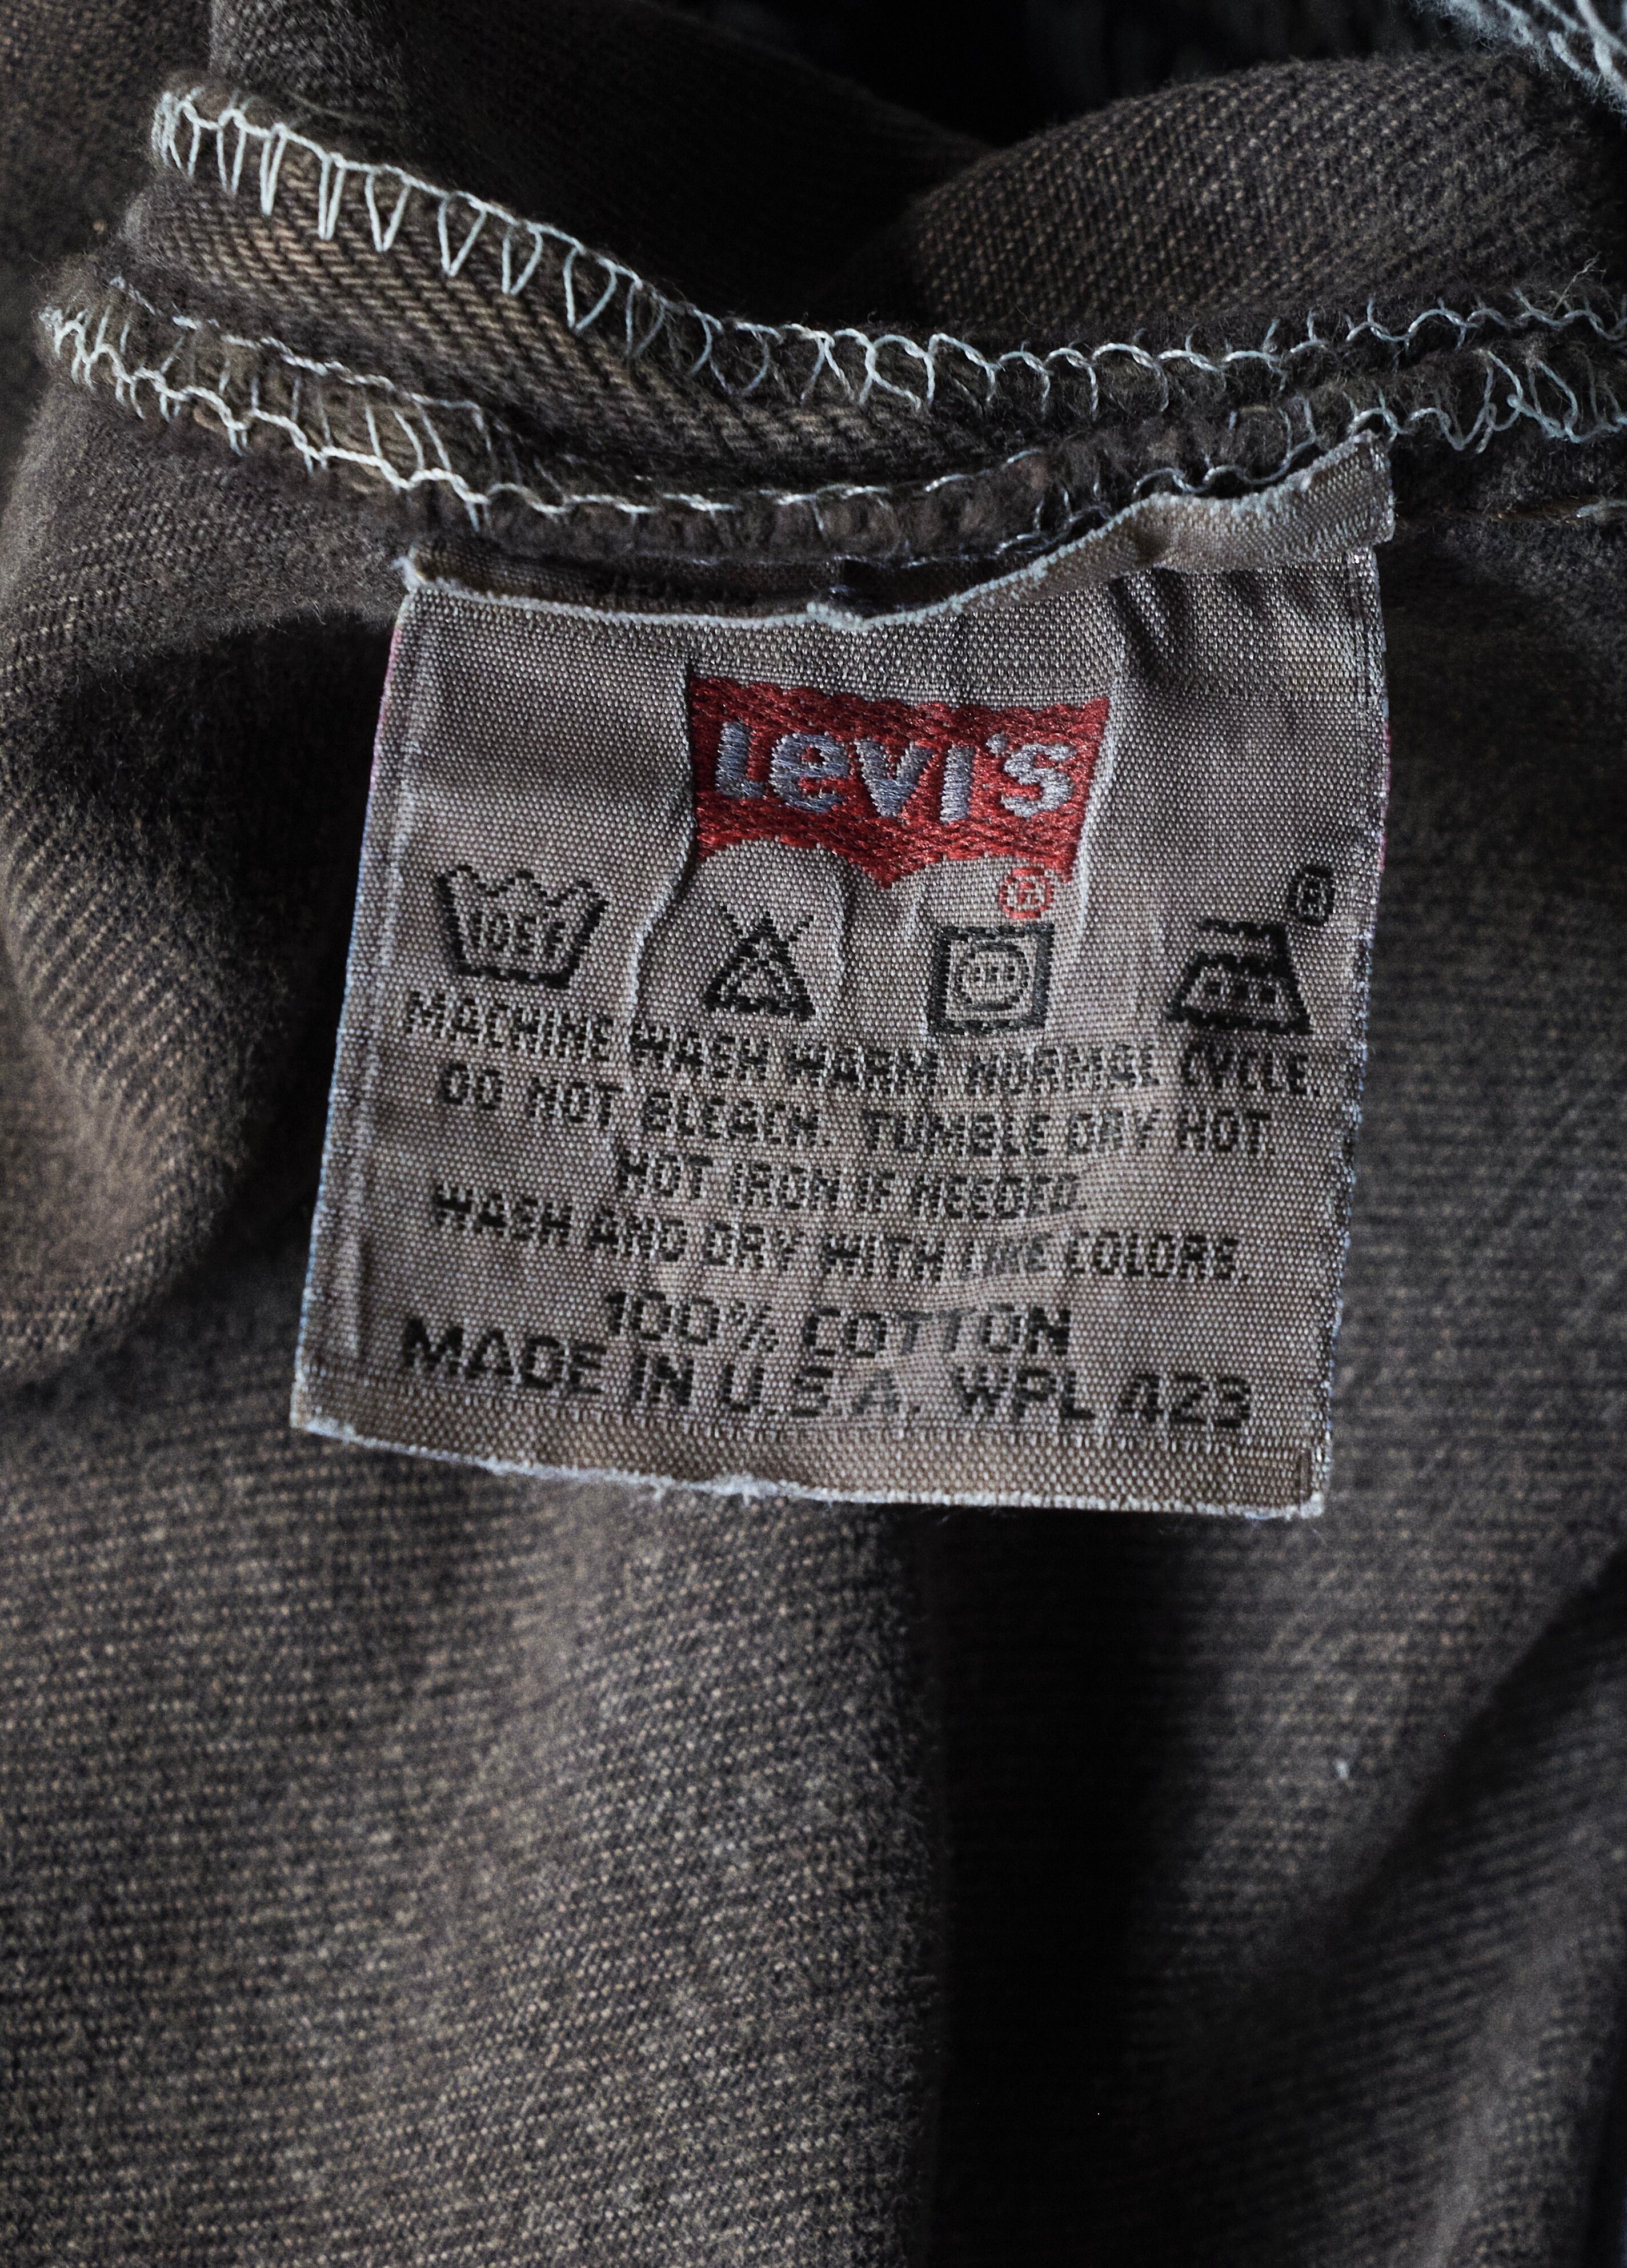 Levi's
®
105F
MACHINE WASH WARM NORMAL CYCLE.
DO NOT BLEACH. TUMBLE DRY HOT.
HOT IRON IF NEEDED.
WASH AND DRY WITH LIKE COLORS.
100% COTTON
MADE IN U.S.A. WPL 423